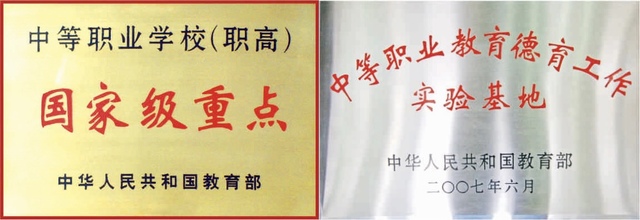 中等职业学校(职高)
国家级重点
中华人民共和国教育部
中等职业教育德育工作
实验基地
中华人民共和国教育部
二〇〇七年六月